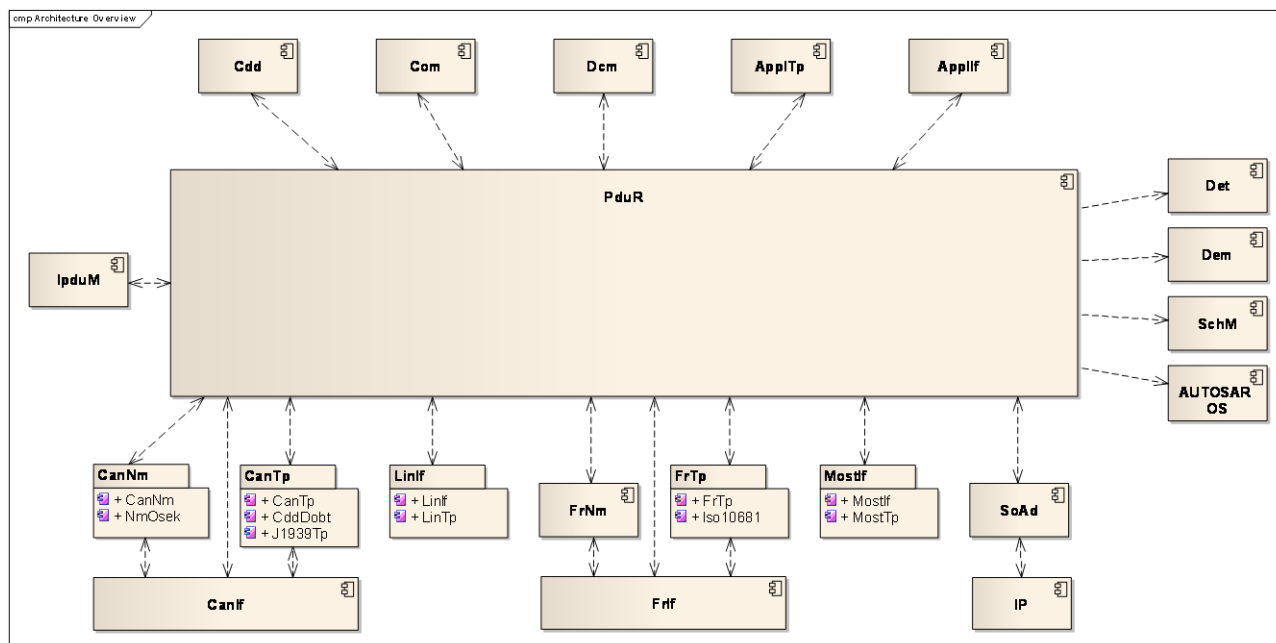 cmp Architecture Overview
Cdd
Com
Dcm
ApplTp
ApplIf
PduR
Det
Dem
SchM
AUTOSAR
OS
IpduM
CanNm
+ CanNm
+ NmOsek
CanTp
+ CanTp
+ CddDobt
+ J1939Tp
LinIf
+ LinIf
+ LinTp
FrNm
FrTp
+ FrTp
+ Iso10681
MostIf
+ MostIf
+ MostTp
SoAd
CanIf
FrIf
IP